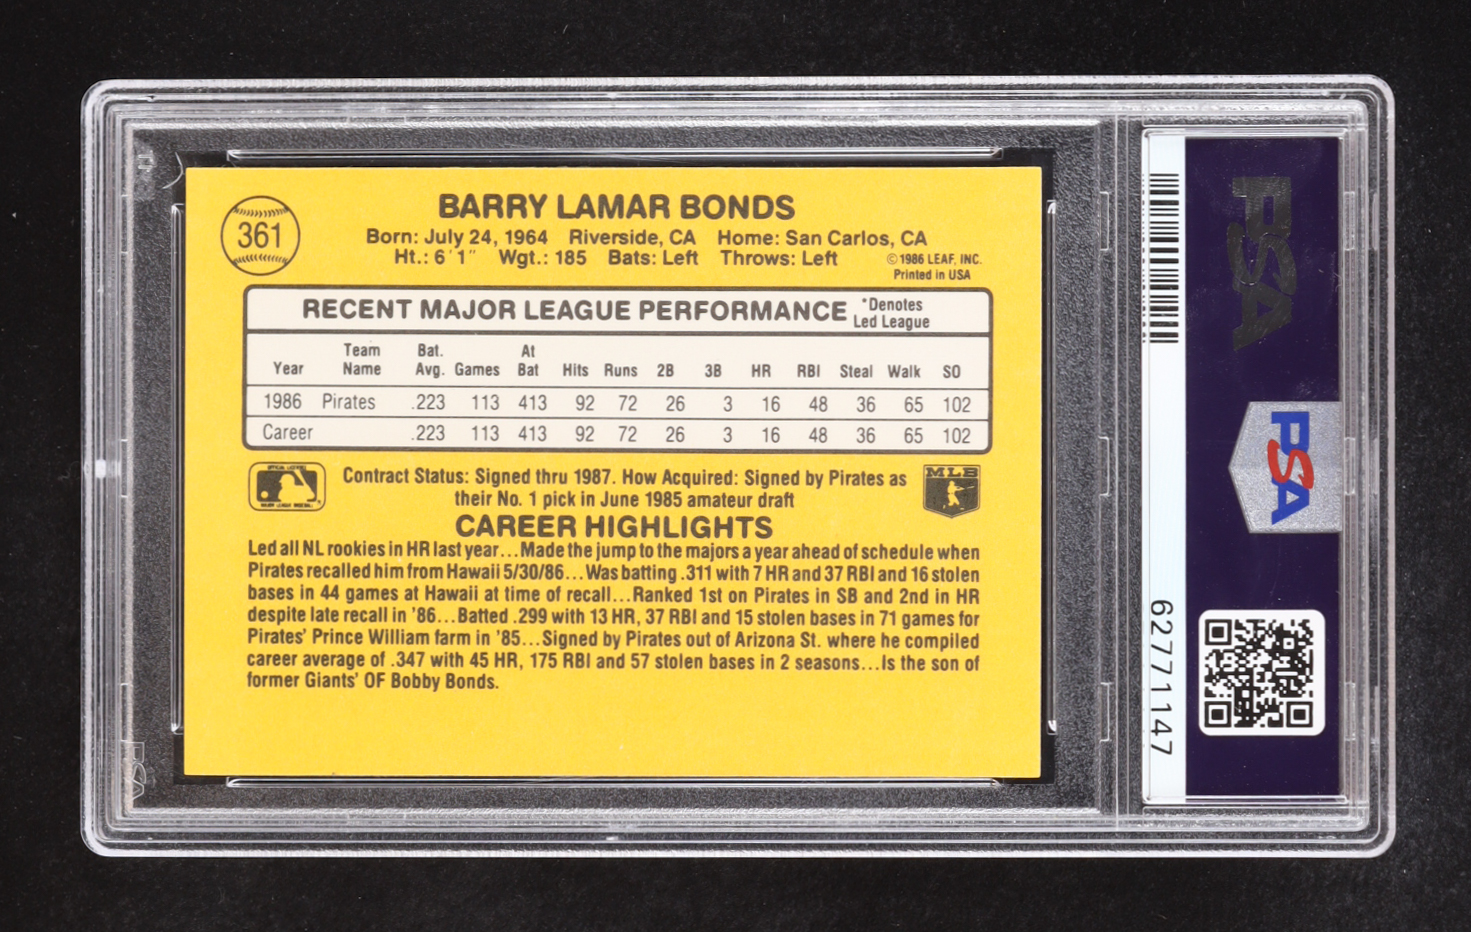 361
BARRY LAMAR BONDS
Born: July 24, 1964 Riverside, CA Home: San Carlos, CA
Ht.: 6'1" Wgt.: 185 Bats: Left Throws: Left
©1986 LEAF, INC.
Printed in USA
RECENT MAJOR LEAGUE PERFORMANCE *Denotes Led League
Year Team Name Bat. Avg. Games At Bat Hits Runs 2B 3B HR RBI Steal Walk SO
1986 Pirates .223 113 413 92 72 26 3 16 48 36 65 102
Career .223 113 413 92 72 26 3 16 48 36 65 102
Contract Status: Signed thru 1987. How Acquired: Signed by Pirates as
their No. 1 pick in June 1985 amateur draft
MLB
CAREER HIGHLIGHTS
Led all NL rookies in HR last year...Made the jump to the majors a year ahead of schedule when
Pirates recalled him from Hawaii 5/30/86...Was batting .311 with 7 HR and 37 RBI and 16 stolen
bases in 44 games at Hawaii at time of recall...Ranked 1st on Pirates in SB and 2nd in HR
despite late recall in '86...Batted .299 with 13 HR, 37 RBI and 15 stolen bases in 71 games for
Pirates' Prince William farm in '85...Signed by Pirates out of Arizona St. where he compiled
career average of .347 with 45 HR, 175 RBI and 57 stolen bases in 2 seasons...Is the son of
former Giants' OF Bobby Bonds.
PSA
PSA
62771147
PSA